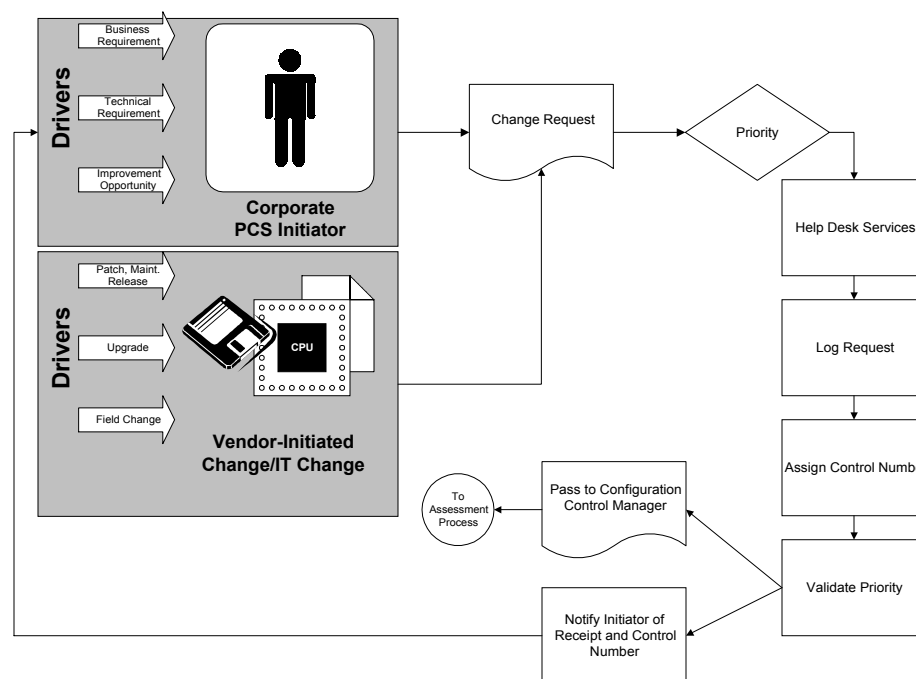 Drivers
Business
Requirement
Technical
Requirement
Improvement
Opportunity
Corporate
PCS Initiator
Drivers
Patch, Maint.
Release
Upgrade
Field Change
CPU
Vendor-Initiated
Change/IT Change
Change Request
Priority
Help Desk Services
Log Request
Assign Control Numbe
Validate Priority
Pass to Configuration
Control Manager
To
Assessment
Process
Notify Initiator of
Receipt and Control
Number